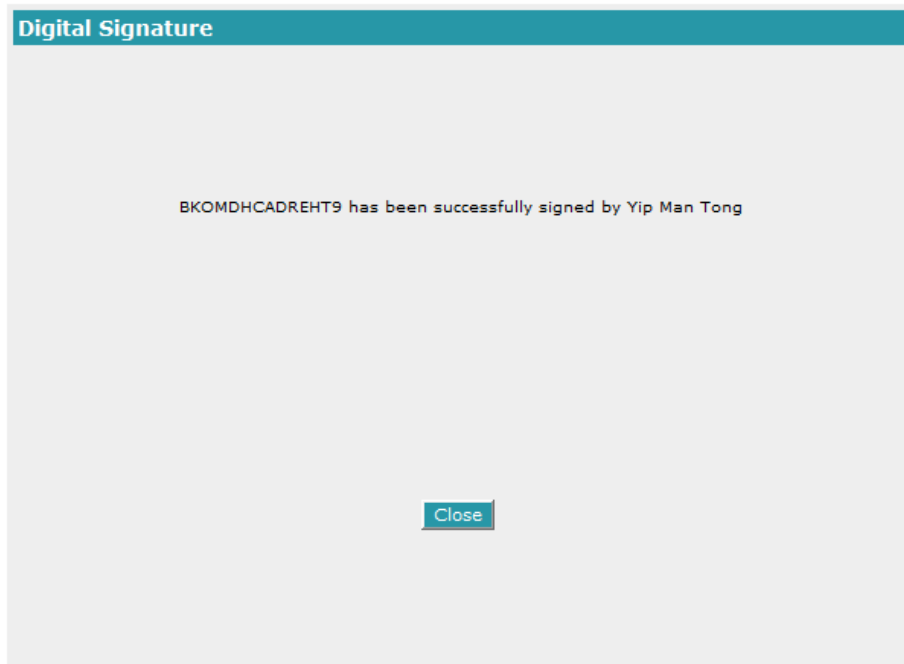 Digital Signature
BKOMDHCADREHT9 has been successfully signed by Yip Man Tong
Close